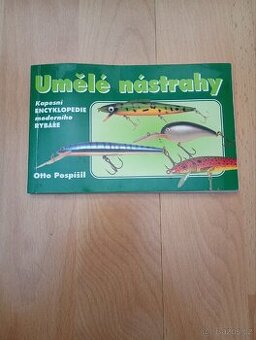 Umělé nástrahy
Kapesní
ENCYKLOPEDIE
moderního
RYBÁŘE
Otto Pospíšil